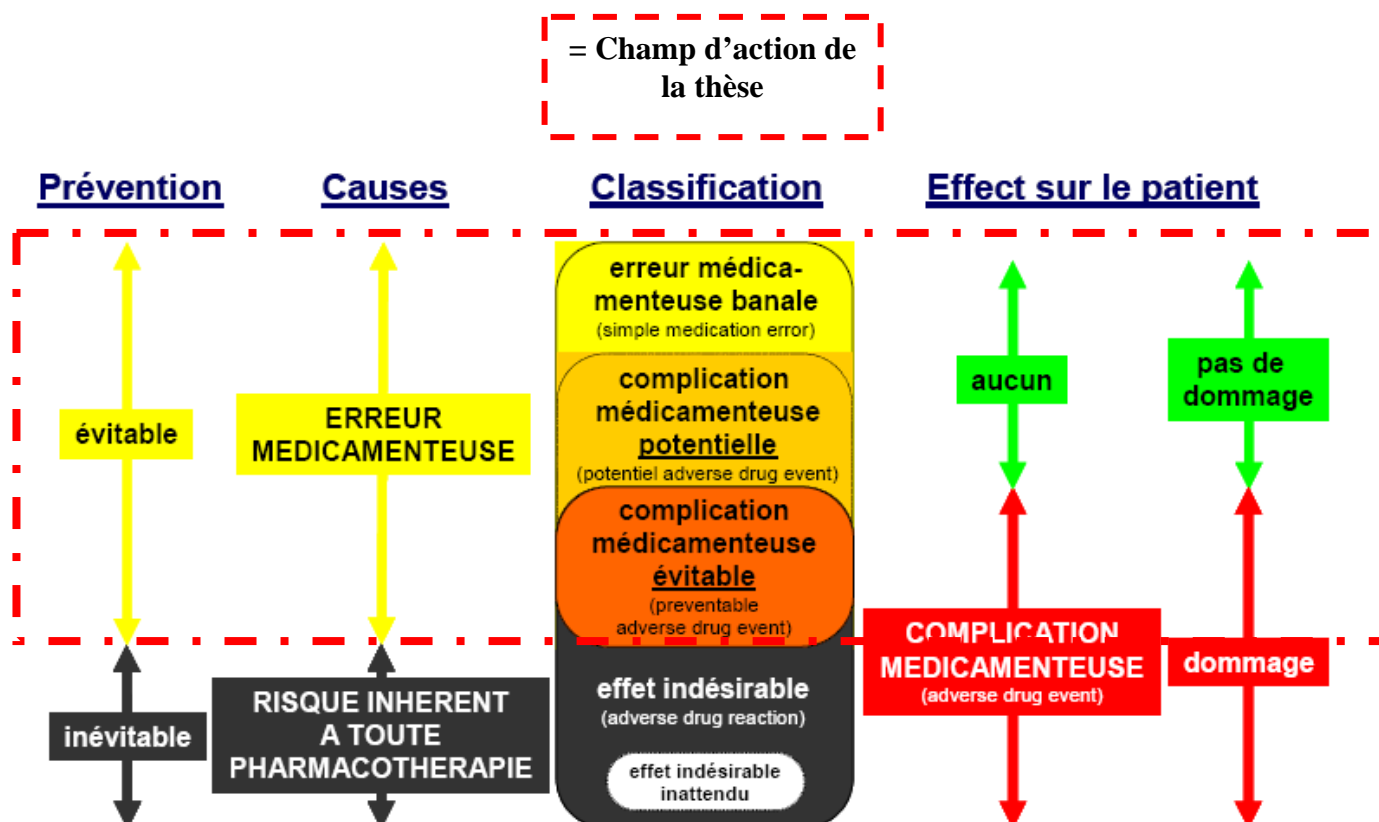 = Champ d'action de
la thèse
Prévention
Causes
Classification
Effect sur le patient
évitable
inévitable
ERREUR
MEDICAMENTEUSE
RISQUE INHERENT
A TOUTE
PHARMACOTHERAPIE
erreur médica-
menteuse banale
(simple medication error)
complication
médicamenteuse
potentielle
(potentiel adverse drug event)
complication
médicamenteuse
évitable
(preventable
adverse drug event)
effet indésirable
(adverse drug reaction)
effet indésirable
inattendu
aucun
COMPLICATION
MEDICAMENTEUSE
(adverse drug event)
pas de
dommage
dommage